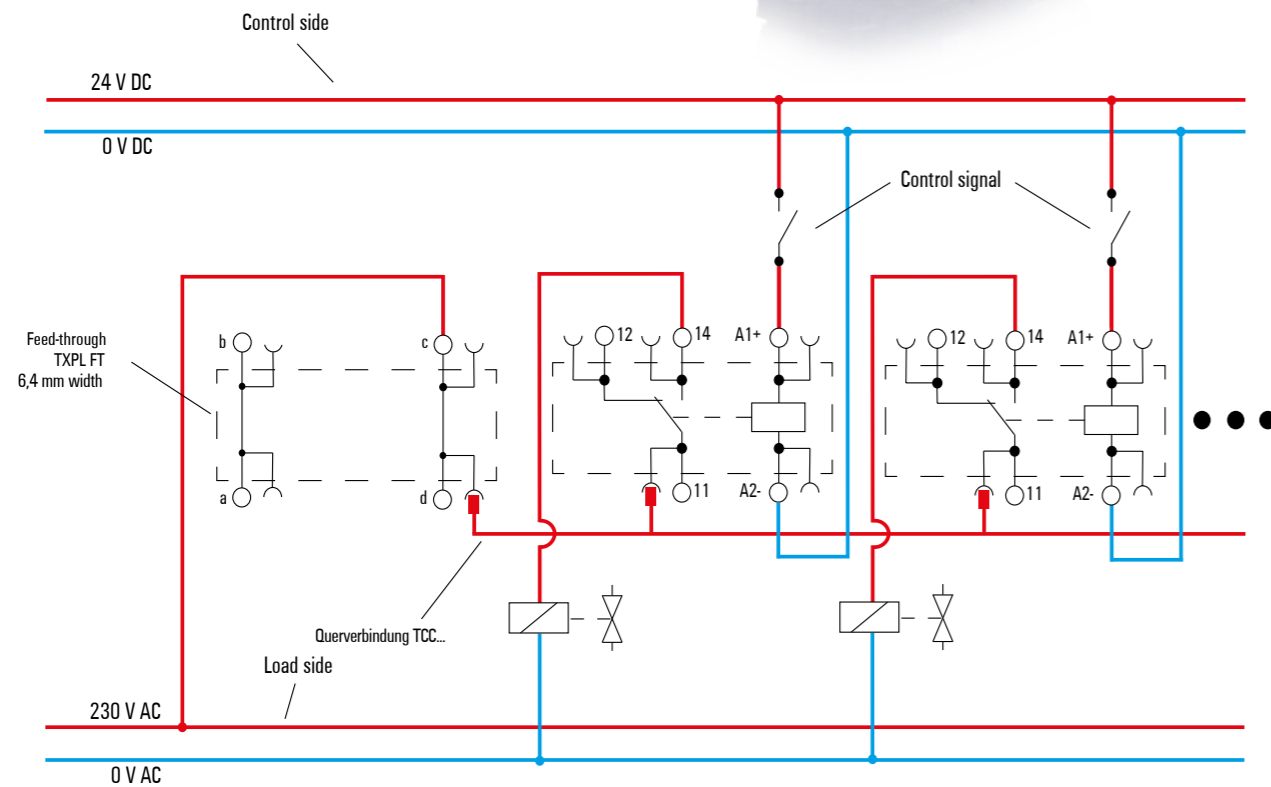 Control side
24 V DC
0 V DC
Control signal
Feed-through
TXPL FT
6,4 mm width
b
c
12
14
A1+
12
14
A1+
a
d
11
A2-
11
A2-
Querverbindung TCC...
Load side
230 V AC
0 V AC